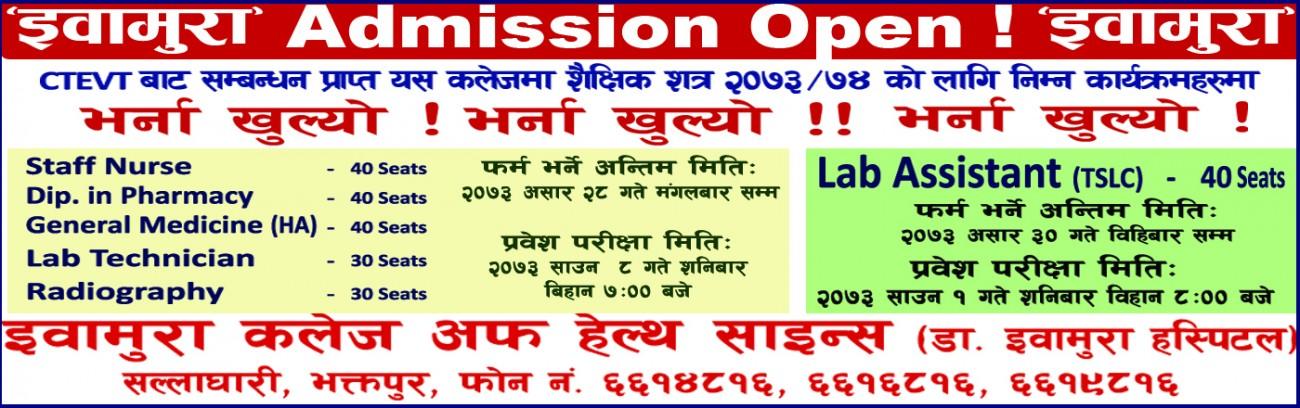 'इवामुरा' Admission Open ! 'इवामुरा'
CTEVT बाट सम्बन्धन प्राप्त यस कलेजमा शैक्षिक शत्र २०७३/७४ को लागि निम्न कार्यक्रमहरुमा
भर्ना खुल्यो ! भर्ना खुल्यो !! भर्ना खुल्यो !
Staff Nurse - 40 Seats
Dip. in Pharmacy - 40 Seats
General Medicine (HA) - 40 Seats
Lab Technician - 30 Seats
Radiography - 30 Seats
फर्म भर्ने अन्तिम मिति:
२०७३ असार २८ गते मंगलबार सम्म
प्रवेश परीक्षा मिति:
२०७३ साउन ८ गते शनिबार
बिहान ७:०० बजे
Lab Assistant (TSLC) - 40 Seats
फर्म भर्ने अन्तिम मिति:
२०७३ असार ३० गते विहिबार सम्म
प्रवेश परीक्षा मिति:
२०७३ साउन १ गते शनिबार विहान ८:०० बजे
इवामुरा कलेज अफ हेल्थ साइन्स (डा. इवामुरा हस्पिटल)
सल्लाघारी, भक्तपुर, फोन नं. ६६१४८१६, ६६१६८१६, ६६१९८१६